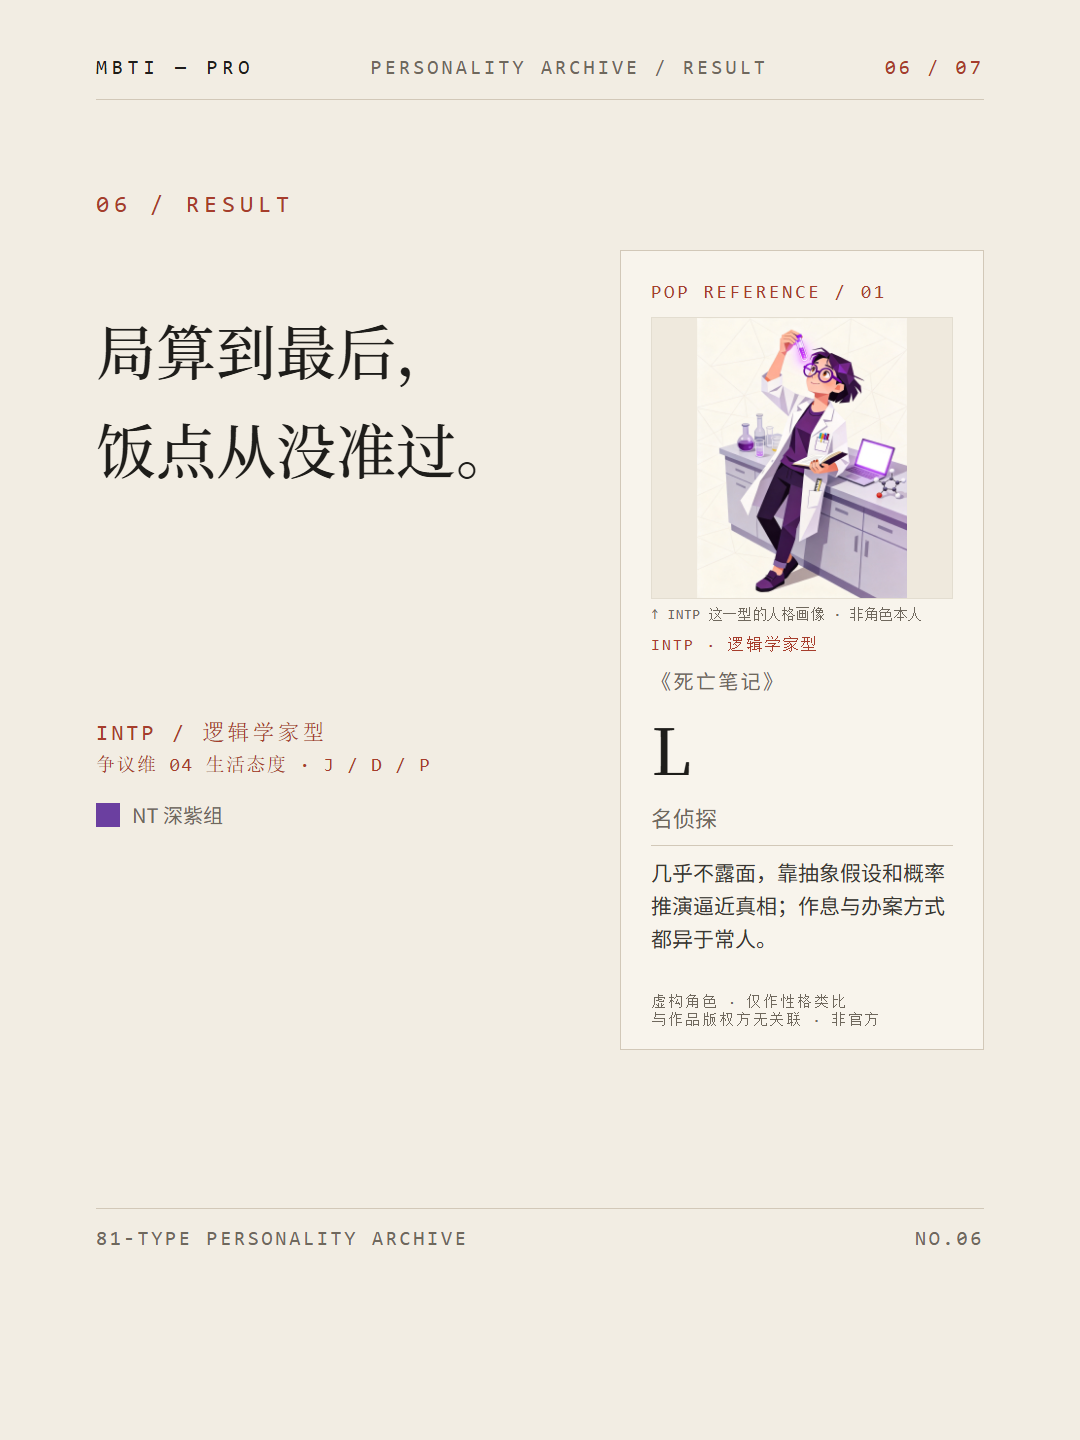 MBTI — PRO
PERSONALITY ARCHIVE / RESULT
06 / 07
06 / RESULT
局算到最后，
饭点从没准过。
INTP / 逻辑学家型
争议维 04 生活态度 · J / D / P
NT 深紫组
POP REFERENCE / 01
↑ INTP 这一型的人格画像 · 非角色本人
INTP · 逻辑学家型
《死亡笔记》
L
名侦探
几乎不露面，靠抽象假设和概率
推演逼近真相；作息与办案方式
都异于常人。
虚构角色 · 仅作性格类比
与作品版权方无关联 · 非官方
81-TYPE PERSONALITY ARCHIVE
NO.06